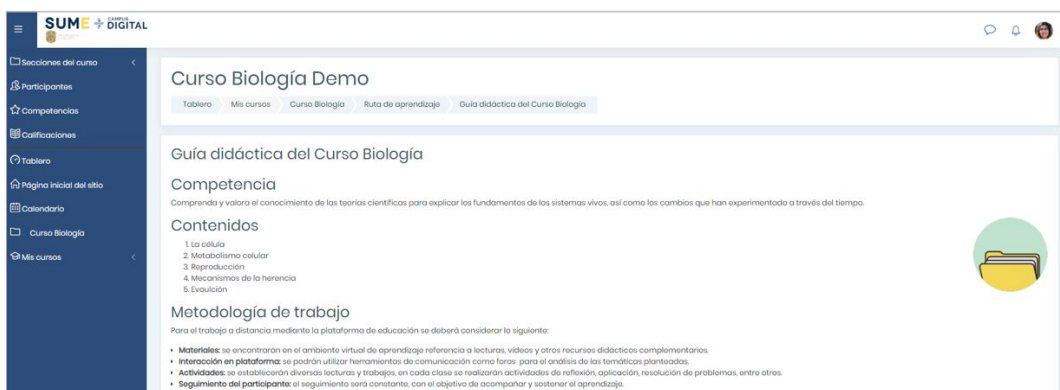 SUME + CAMPUS DIGITAL
Secciones del curso
Participantes
Competencias
Calificaciones
Tablero
Página inicial del sitio
Calendario
Curso Biología
Mis cursos
Curso Biología Demo
Tablero Mis cursos Curso Biología Ruta de aprendizaje Guía didáctica del Curso Biología
Guía didáctica del Curso Biología
Competencia
Comprenda y valora el conocimiento de las teorías científicas para explicar los fundamentos de los sistemas vivos, así como los cambios que han experimentado a través del tiempo.
Contenidos
1. La célula
2. Metabolismo celular
3. Reproducción
4. Mecanismos de la herencia
5. Evoulción
Metodología de trabajo
Para el trabajo a distancia mediante la plataforma de educación se deberá considerar lo siguiente:
• Materiales: se encontrarán en el ambiente virtual de aprendizaje referencia a lecturas, videos y otros recursos didácticos complementarios.
• Interacción en plataforma: se podrán utilizar herramientas de comunicación como foros para el análisis de las temáticas planteadas.
• Actividades: se establecerán diversas lecturas y trabajos, en cada clase se realizarán actividades de reflexión, aplicación, resolución de problemas, entre otros.
• Seguimiento del participante: el seguimiento será constante, con el objetivo de acompañar y sostener el aprendizaje.